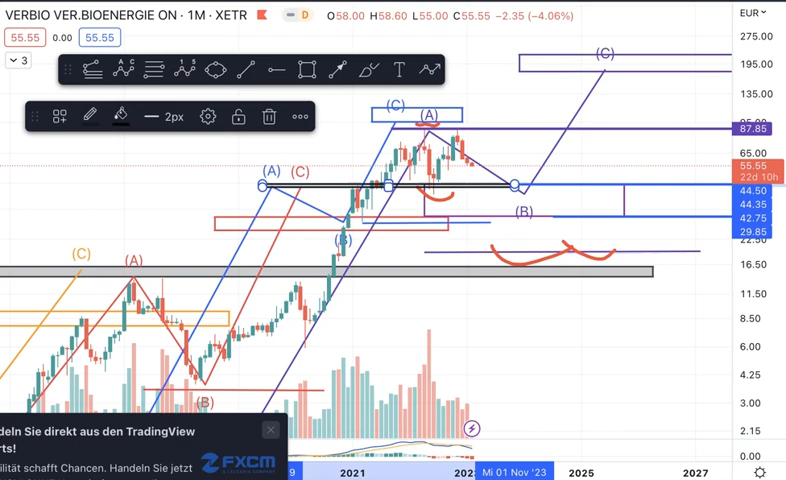 VERBIO VER.BIOENERGIE ON · 1M · XETR
D
O58.00 H58.60 L55.00 C55.55 −2.35 (−4.06%)
EUR
55.55 0.00 55.55
3
2px
275.00
195.00
135.00
87.85
55.55
22d 10h
44.50
44.35
42.75
29.85
22.50
16.50
11.50
8.50
6.00
4.25
3.00
2.15
0.00
(C)
(C)
(A)
(A)
(C)
(B)
(B)
(C)
(A)
(B)
deln Sie direkt aus den TradingView
rts!
ilität schafft Chancen. Handeln Sie jetzt
FXCM
9
2021
Mi 01 Nov '23
2025
2027